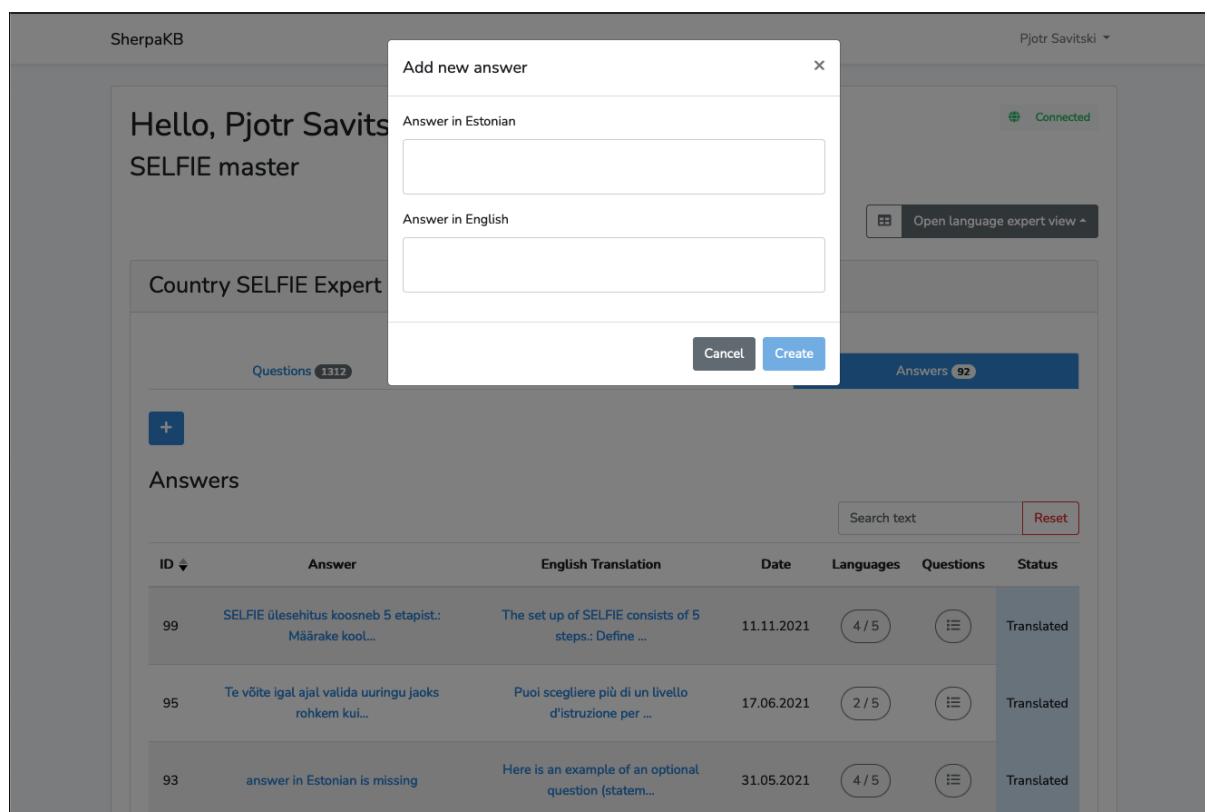 SherpaKB
Pjotr Savitski
Add new answer
×
Hello, Pjotr Savits
Connected
SELFIE master
Answer in Estonian
Answer in English
Open language expert view
Country SELFIE Expert
Cancel
Create
Questions 1312
Answers 92
+
Answers
Search text
Reset
ID Answer English Translation Date Languages Questions Status
99 SELFIE ülesehitus koosneb 5 etapist.: The set up of SELFIE consists of 5 11.11.2021 4 / 5 Translated
Määrake kool... steps.: Define ...
95 Te võite igal ajal valida uuringu jaoks Puoi scegliere più di un livello 17.06.2021 2 / 5 Translated
rohkem kui... d'istruzione per ...
93 answer in Estonian is missing Here is an example of an optional 31.05.2021 4 / 5 Translated
question (statem...